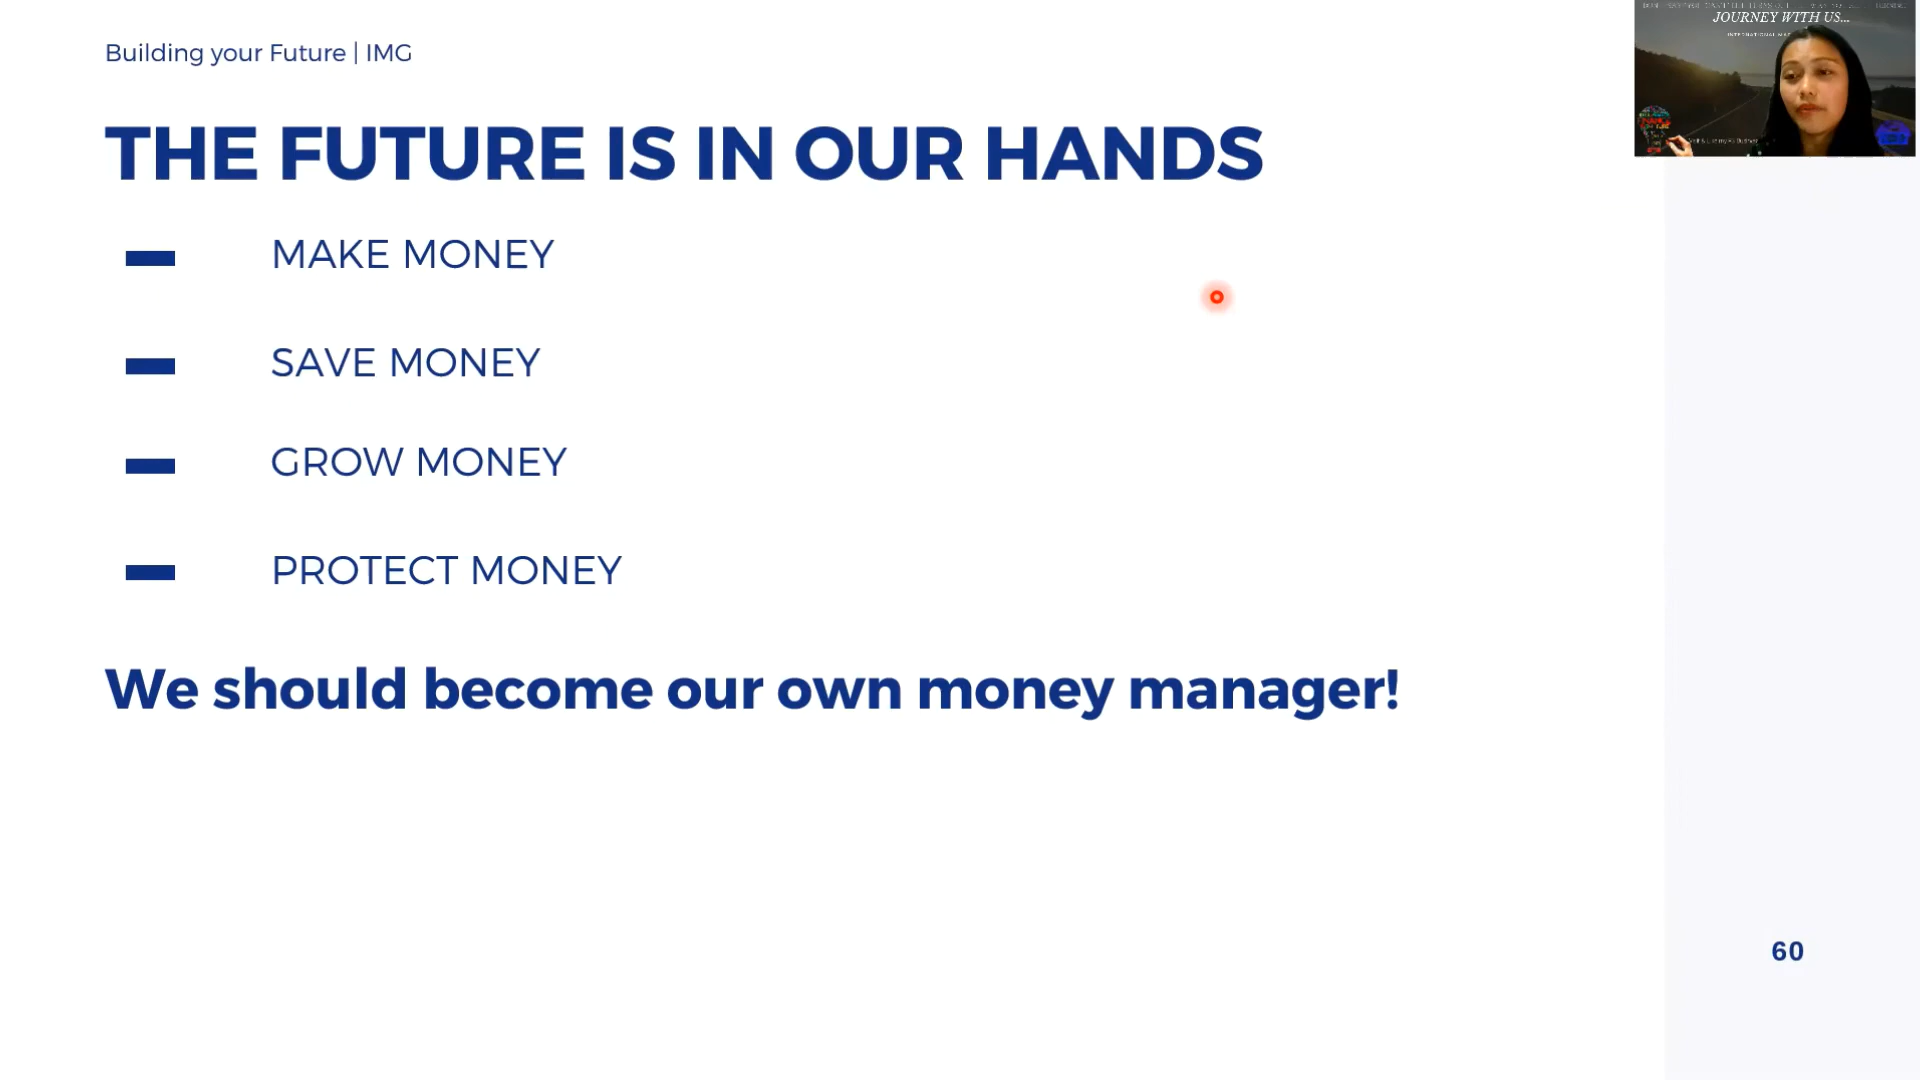 Building your Future | IMG
JOURNEY WITH US...
THE FUTURE IS IN OUR HANDS
MAKE MONEY
SAVE MONEY
GROW MONEY
PROTECT MONEY
We should become our own money manager!
60